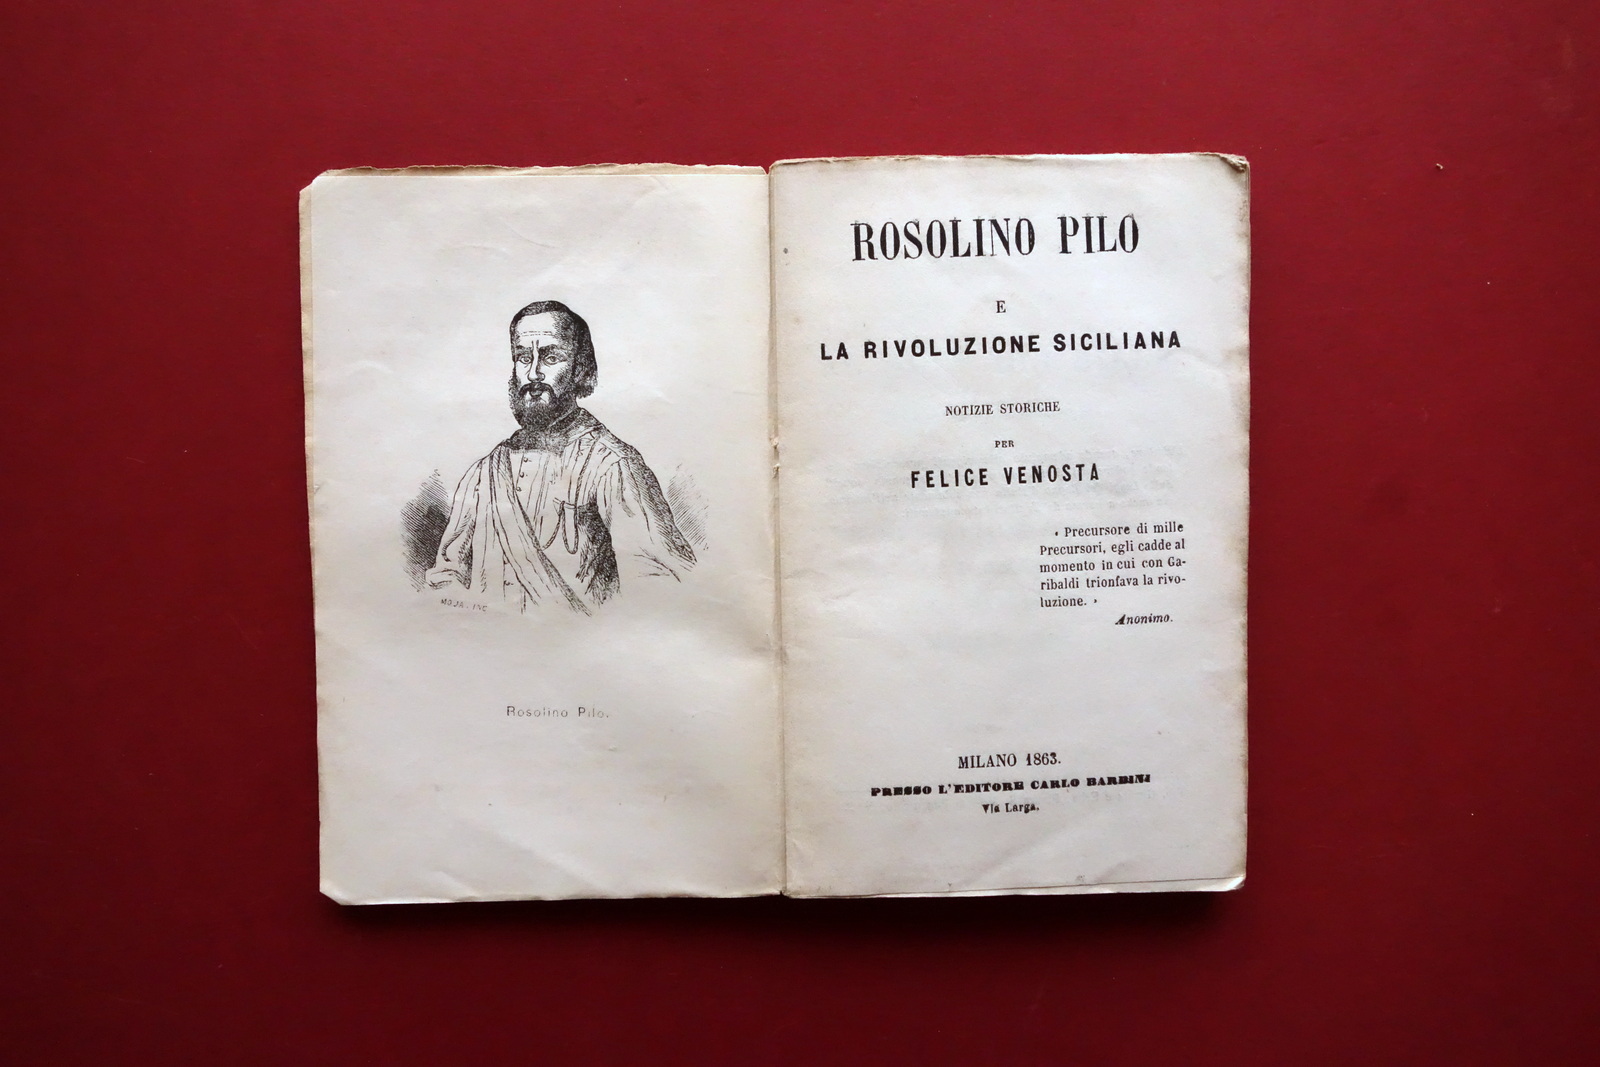 MOJA. INC
Rosolino Pilo.
ROSOLINO PILO
E
LA RIVOLUZIONE SICILIANA
NOTIZIE STORICHE
PER
FELICE VENOSTA
« Precursore di mille
Precursori, egli cadde al
momento in cui con Ga-
ribaldi trionfava la rivo-
luzione. »
Anonimo.
MILANO 1863.
PRESSO L'EDITORE CARLO BARBINI
Via Larga.